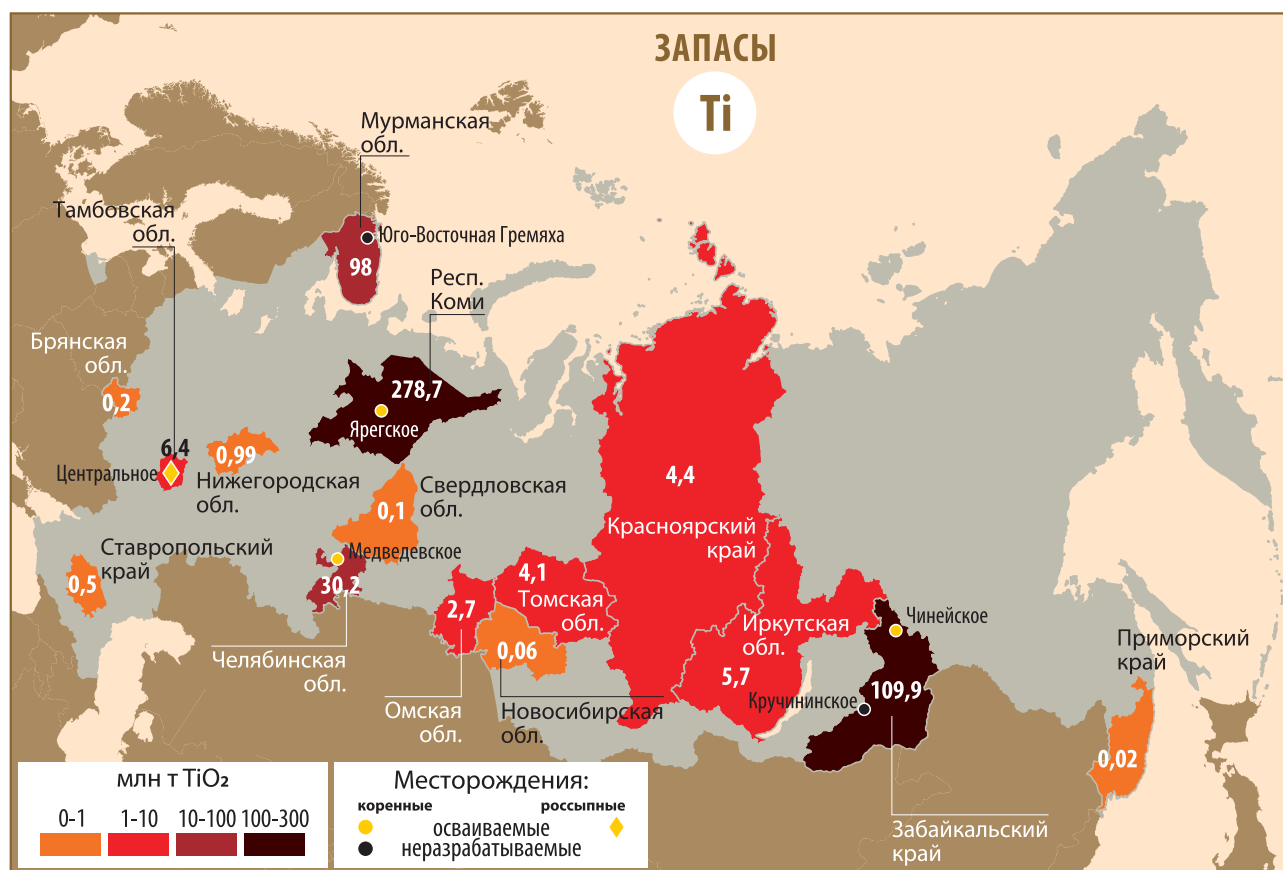 ЗАПАСЫ
Ti
Мурманская
обл.
Тамбовская
обл.
Юго-Восточная Гремяха
98
Респ.
Коми
Брянская
обл.
0,2
278,7
Ярегское
6,4
Центральное
0,99
Нижегородская
обл.
Свердловская
обл.
0,1
4,4
Красноярский
край
Ставропольский
край
0,5
Медведевское
30,2
4,1
Томская
обл.
2,7
0,06
Иркутская
обл.
5,7
Чинейское
Кручининское
109,9
Приморский
край
0,02
Челябинская
обл.
Омская
обл.
Новосибирская
обл.
Забайкальский
край
млн т TiO₂
0-1 1-10 10-100 100-300
Месторождения:
коренные россыпные
осваиваемые
неразрабатываемые